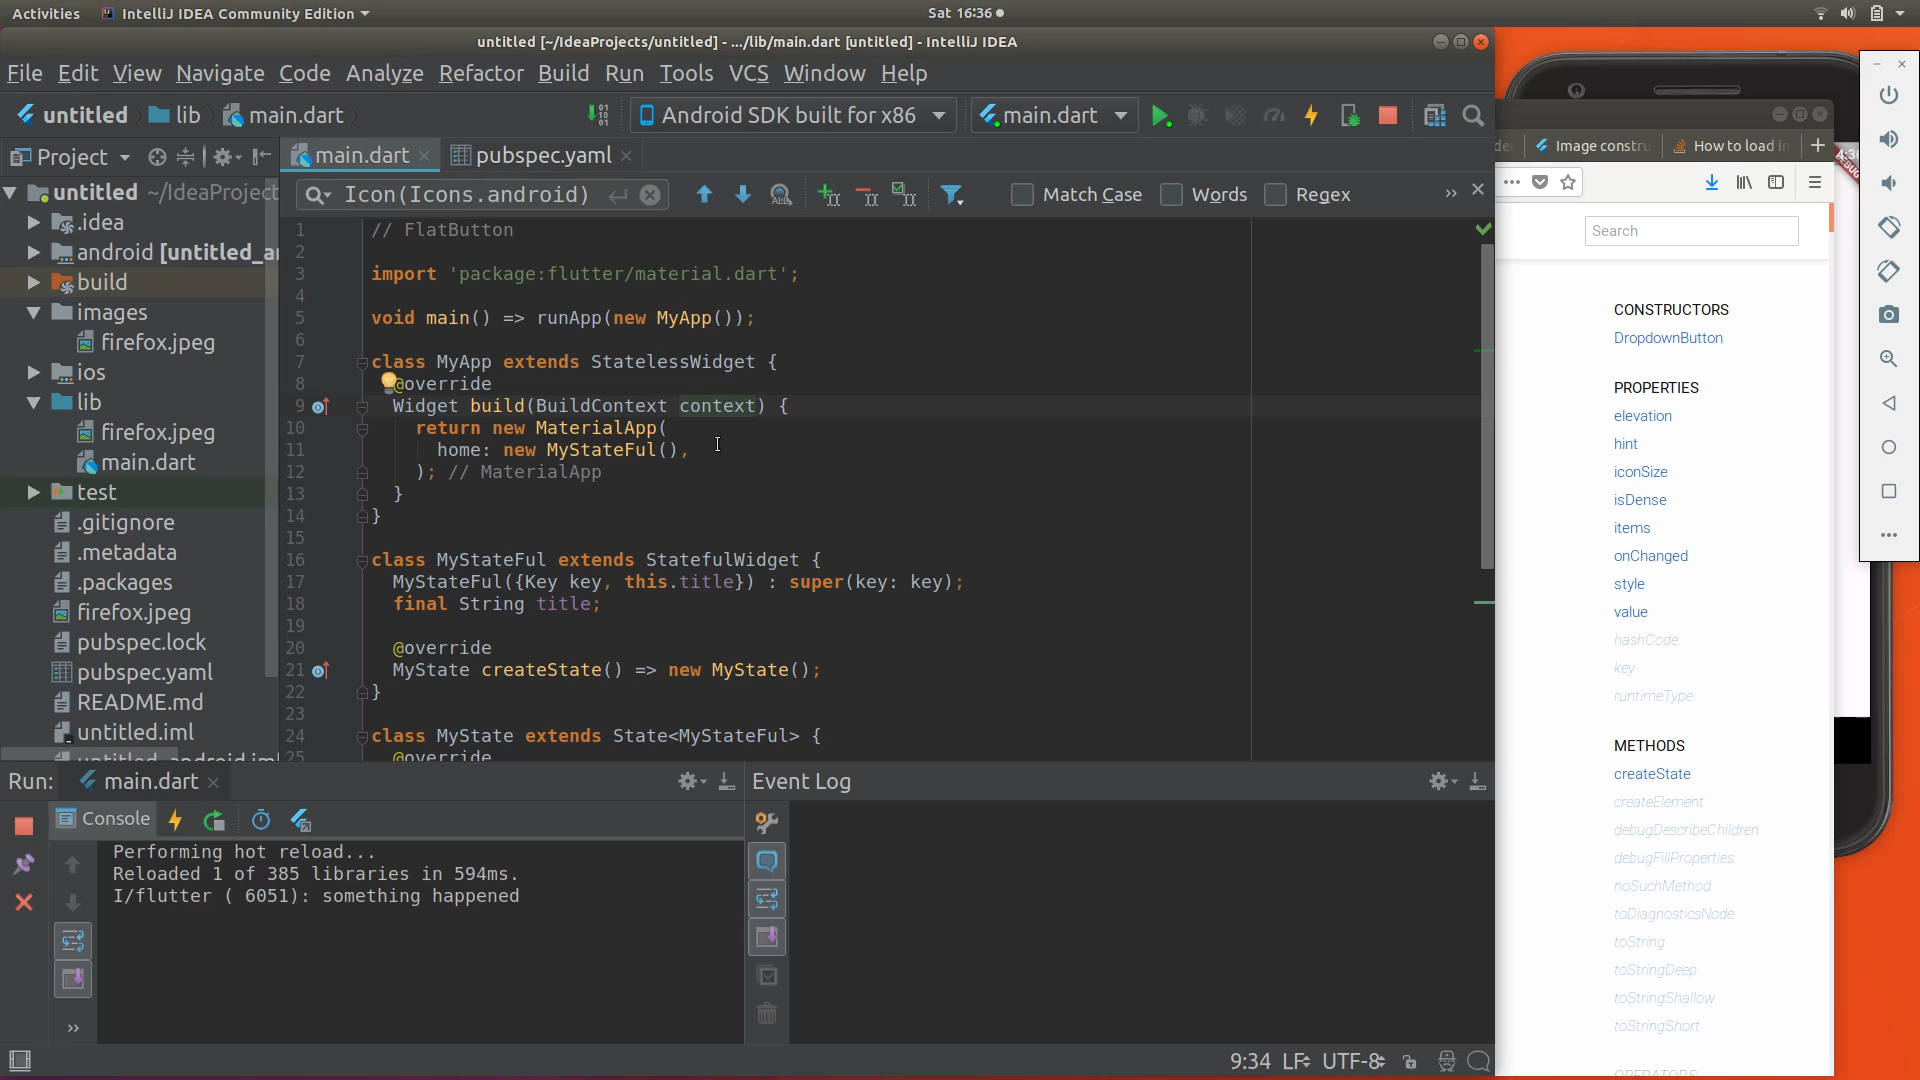 Activities IntelliJ IDEA Community Edition Sat 16:36
untitled [~/IdeaProjects/untitled] - .../lib/main.dart [untitled] - IntelliJ IDEA
File Edit View Navigate Code Analyze Refactor Build Run Tools VCS Window Help
untitled lib main.dart Android SDK built for x86 main.dart
Project main.dart pubspec.yaml
Icon(Icons.android) Match Case Words Regex
untitled ~/IdeaProject
.idea
android [untitled_a
build
images
firefox.jpeg
ios
lib
firefox.jpeg
main.dart
test
.gitignore
.metadata
.packages
firefox.jpeg
pubspec.lock
pubspec.yaml
README.md
untitled.iml
untitled_android.iml
1 // FlatButton
2
3 import 'package:flutter/material.dart';
4
5 void main() => runApp(new MyApp());
6
7 class MyApp extends StatelessWidget {
8 @override
9 Widget build(BuildContext context) {
10 return new MaterialApp(
11 home: new MyStateFul(),
12 ); // MaterialApp
13 }
14 }
15
16 class MyStateFul extends StatefulWidget {
17 MyStateFul({Key key, this.title}) : super(key: key);
18 final String title;
19
20 @override
21 MyState createState() => new MyState();
22 }
23
24 class MyState extends State<MyStateFul> {
25 @override
Run: main.dart
Console
Performing hot reload...
Reloaded 1 of 385 libraries in 594ms.
I/flutter ( 6051): something happened
Event Log
9:34 LF UTF-8
Image constru How to load i
4:36
Search
CONSTRUCTORS
DropdownButton
PROPERTIES
elevation
hint
iconSize
isDense
items
onChanged
style
value
hashCode
key
runtimeType
METHODS
createState
createElement
debugDescribeChildren
debugFillProperties
noSuchMethod
toDiagnosticsNode
toString
toStringDeep
toStringShallow
toStringShort
OPERATORS